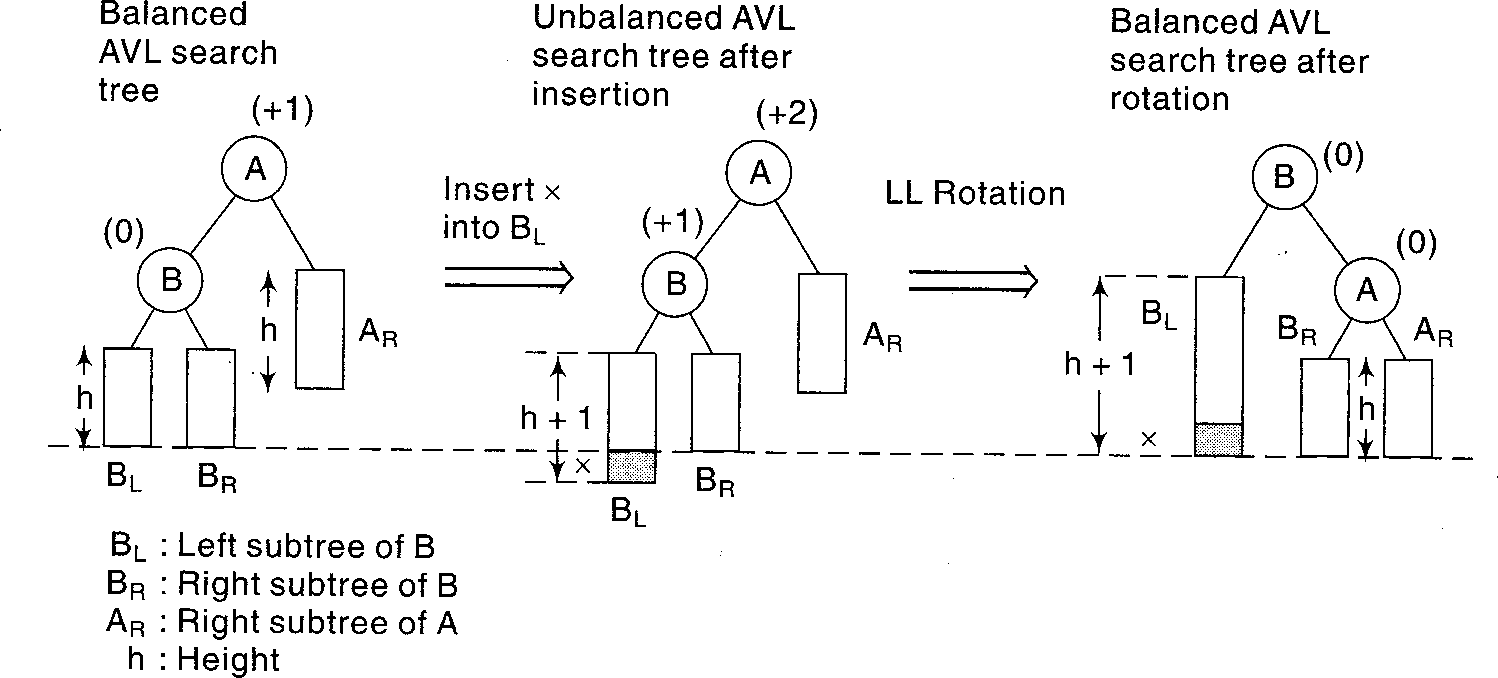 Balanced
AVL search
tree
(+1)
A
(0)
B
h
h
A_R
B_L
B_R
Insert ×
into B_L
Unbalanced AVL
search tree after
insertion
(+2)
A
(+1)
B
A_R
h + 1
×
B_R
B_L
LL Rotation
Balanced AVL
search tree after
rotation
B
(0)
(0)
A
B_L
B_R
A_R
h + 1
h
×
B_L : Left subtree of B
B_R : Right subtree of B
A_R : Right subtree of A
h : Height